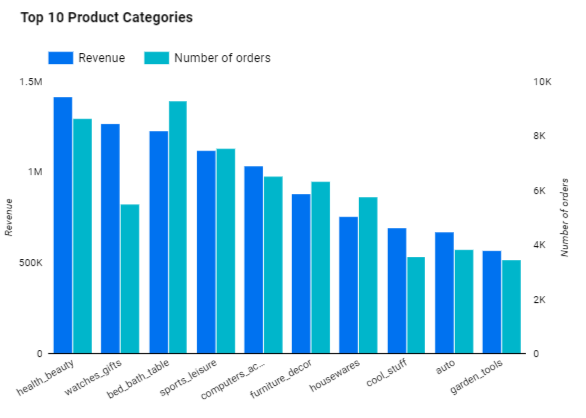 Top 10 Product Categories
Revenue
Number of orders
1.5M
1M
500K
0
Revenue
10K
8K
6K
4K
2K
0
Number of orders
health_beauty
watches_gifts
bed_bath_table
sports_leisure
computers_ac...
furniture_decor
housewares
cool_stuff
auto
garden_tools